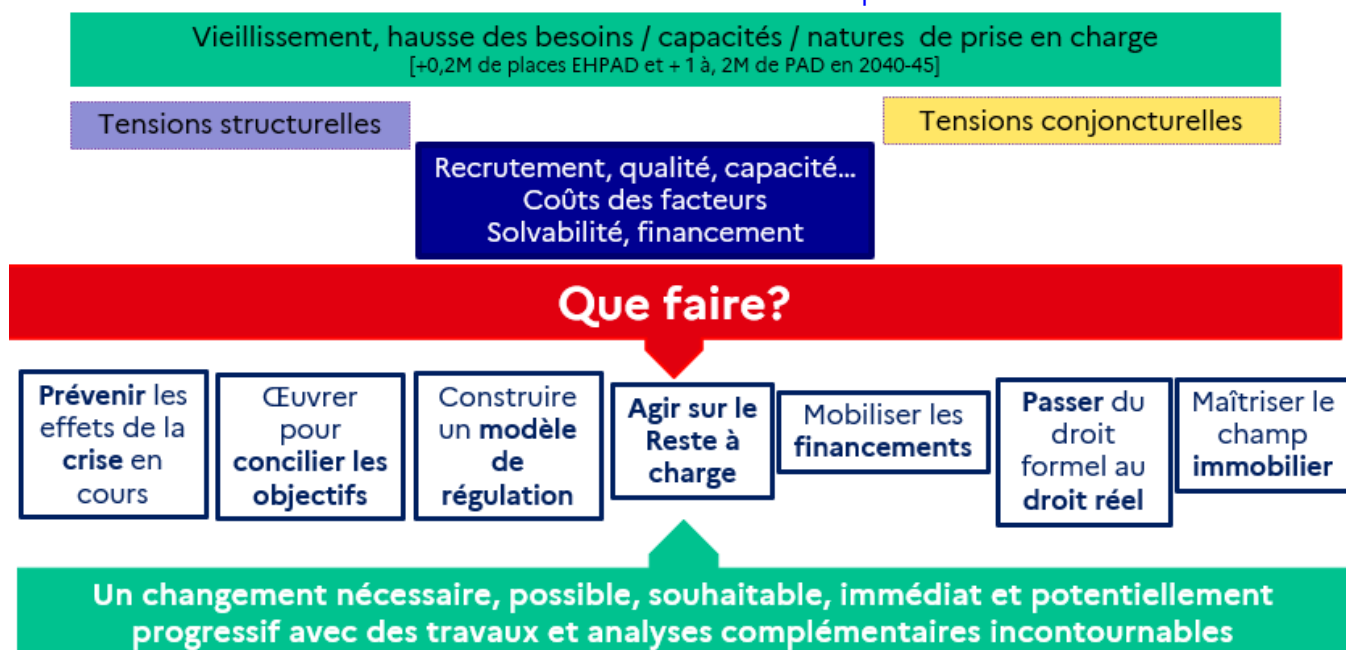 Vieillissement, hausse des besoins / capacités / natures de prise en charge
[+0,2M de places EHPAD et + 1 à, 2M de PAD en 2040-45]
Tensions structurelles
Tensions conjoncturelles
Recrutement, qualité, capacité...
Coûts des facteurs
Solvabilité, financement
Que faire?
Prévenir les
effets de la
crise en
cours
Œuvrer
pour
concilier les
objectifs
Construire
un modèle
de
régulation
Agir sur le
Reste à
charge
Mobiliser les
financements
Passer du
droit
formel au
droit réel
Maîtriser le
champ
immobilier
Un changement nécessaire, possible, souhaitable, immédiat et potentiellement
progressif avec des travaux et analyses complémentaires incontournables